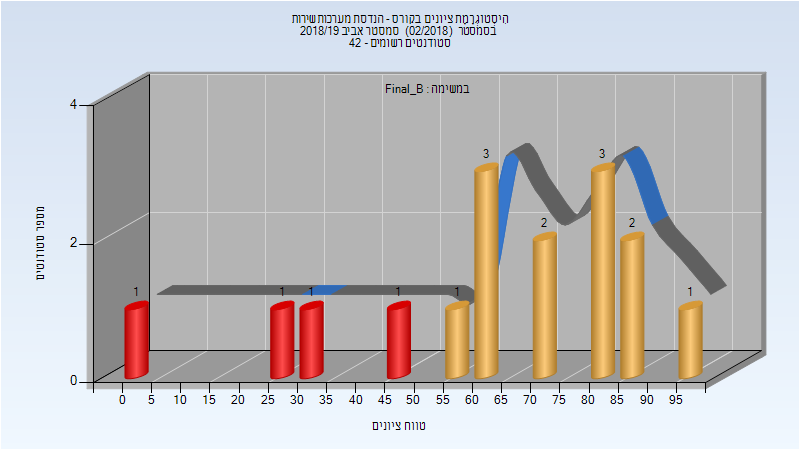 היסטוגרמת ציונים בקורס - הנדסת מערכות שירות
בסמסטר (02/2018) סמסטר אביב 2018/19
סטודנטים רשומים - 42
במשימה : Final_B
מספר סטודנטים
4
2
0
1
1
1
1
1
3
2
3
2
1
0 5 10 15 20 25 30 35 40 45 50 55 60 65 70 75 80 85 90 95
טווח ציונים